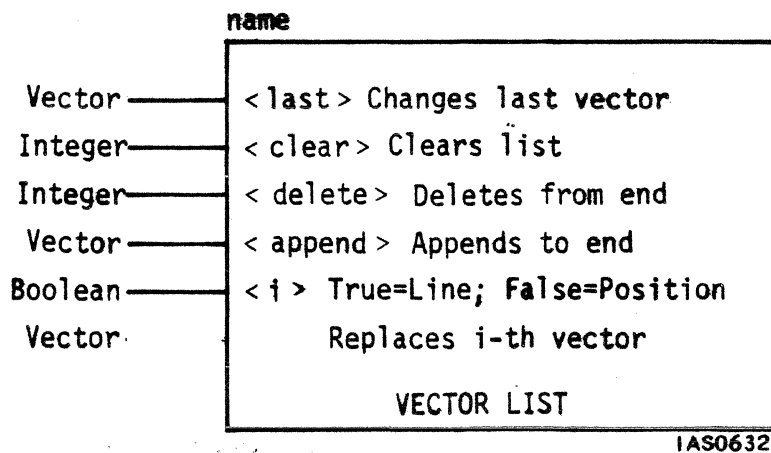 name
Vector <last> Changes last vector
Integer <clear> Clears list
Integer <delete> Deletes from end
Vector <append> Appends to end
Boolean <i> True=Line; False=Position
Vector Replaces i-th vector
VECTOR LIST
IAS0632